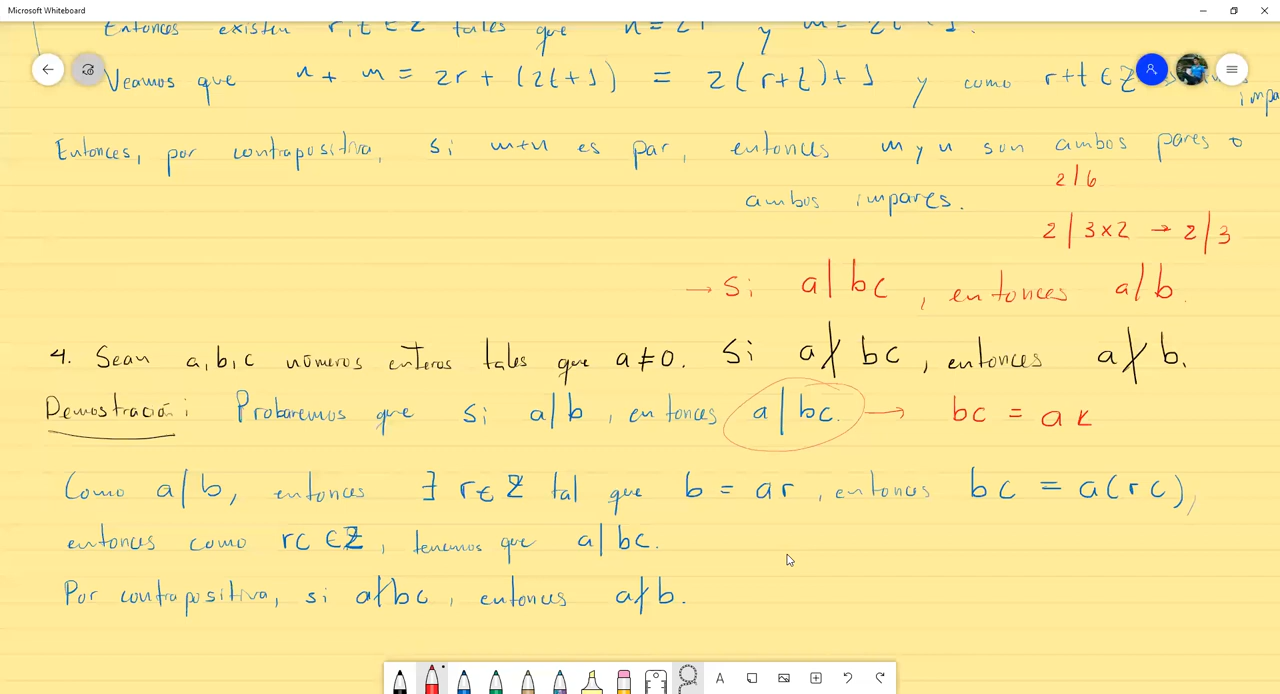 Microsoft Whiteboard
Entonces existen r, t ∈ Z tales que n = 2r y m = 2t + 1.
Veamos que n + m = 2r + (2t+1) = 2(r+t)+1 y como r+t ∈ Z
impa
Entonces, por contrapositiva, si m+n es par, entonces m y n son ambos pares o
ambos impares.
2|6
2|3×2 → 2|3
→ Si a|bc, entonces a|b.
4. Sean a, b, c números enteros tales que a≠0. Si a∤bc, entonces a∤b.
Demostración: Probaremos que si a|b, entonces a|bc. → bc = ak
Como a|b, entonces ∃ r∈Z tal que b = ar, entonces bc = a(rc),
entonces como rc ∈ Z, tenemos que a|bc.
Por contrapositiva, si a∤bc, entonces a∤b.
A